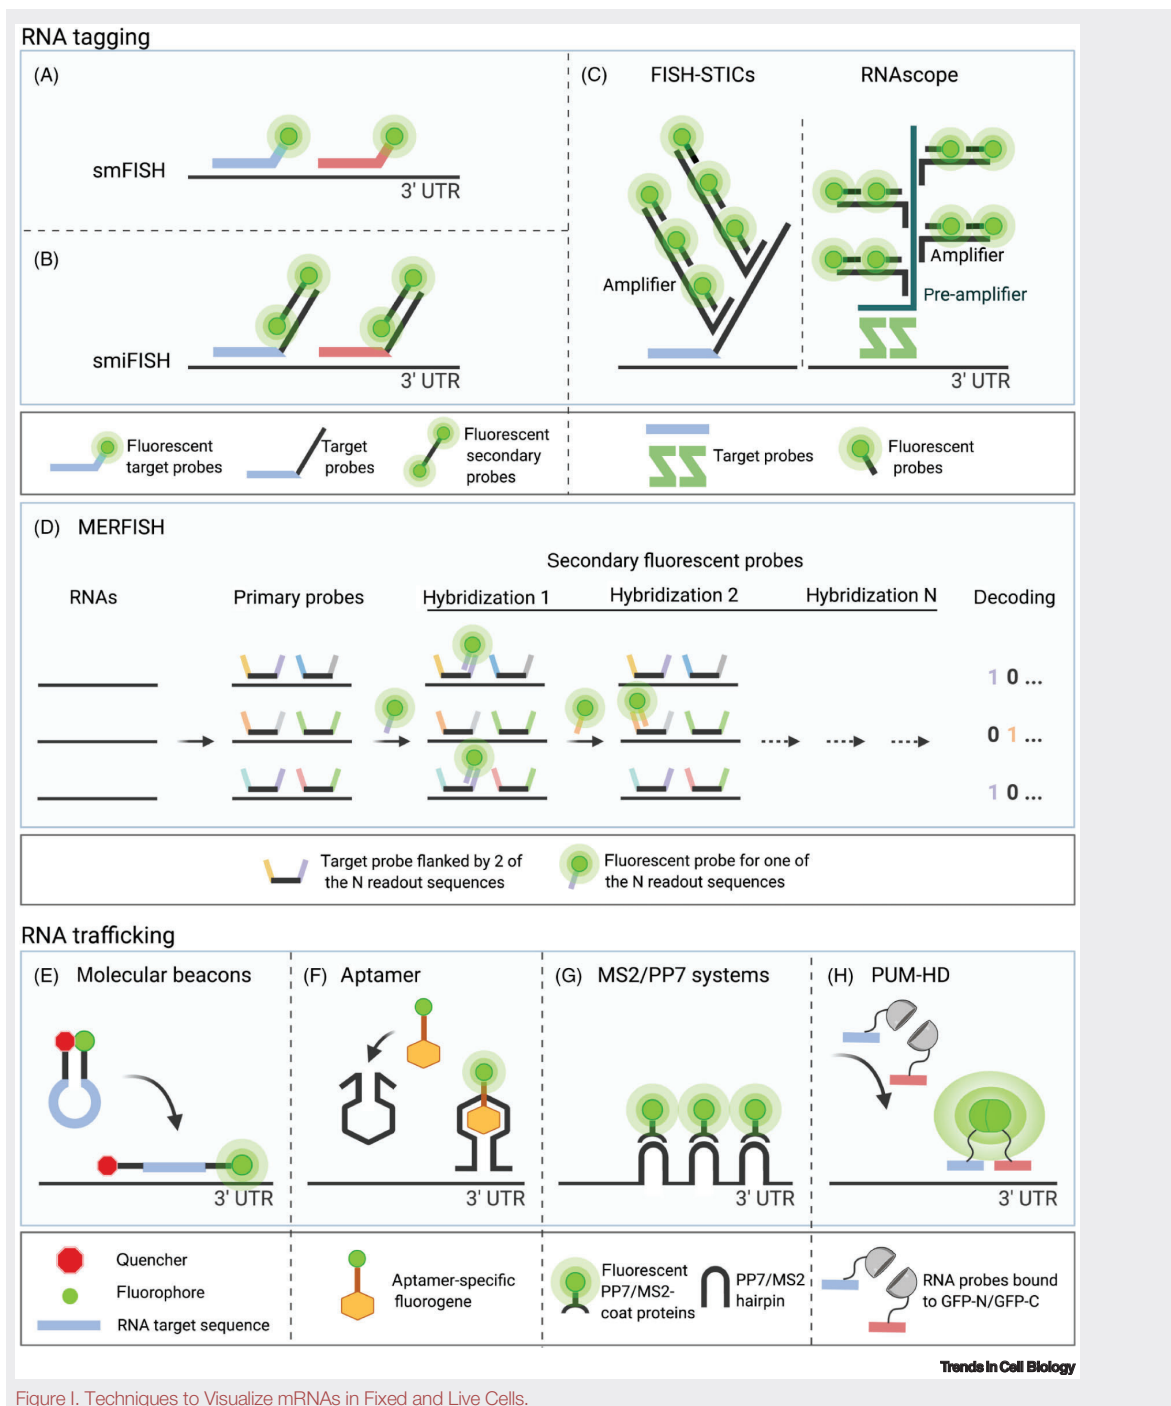 RNA tagging
(A)
smFISH
3' UTR
(B)
smiFISH
3' UTR
(C)
FISH-STICs
RNAscope
Amplifier
Amplifier
Pre-amplifier
3' UTR
Fluorescent
target probes
Target
probes
Fluorescent
secondary
probes
Target probes
Fluorescent
probes
(D) MERFISH
Secondary fluorescent probes
RNAs
Primary probes
Hybridization 1
Hybridization 2
Hybridization N
Decoding
1 0 ...
0 1 ...
1 0 ...
Target probe flanked by 2 of
the N readout sequences
Fluorescent probe for one of
the N readout sequences
RNA trafficking
(E) Molecular beacons
3' UTR
(F) Aptamer
3' UTR
(G) MS2/PP7 systems
3' UTR
(H) PUM-HD
3' UTR
Quencher
Fluorophore
RNA target sequence
Aptamer-specific
fluorogene
Fluorescent
PP7/MS2-
coat proteins
PP7/MS2
hairpin
RNA probes bound
to GFP-N/GFP-C
Trends in Cell Biology
Figure I. Techniques to Visualize mRNAs in Fixed and Live Cells.